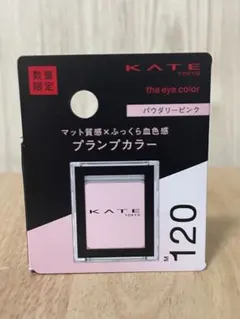 数量
限定
KATE
TOKYO
the eye color
パウダリーピンク
マット質感×ふっくら血色感
プランプカラー
KATE
TOKYO
M 120